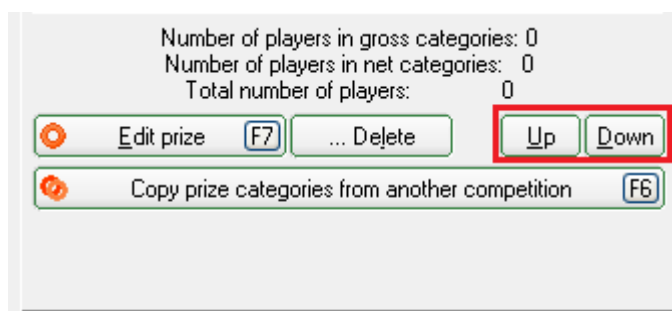 Number of players in gross categories: 0
Number of players in net categories: 0
Total number of players: 0
Edit prize F7 ... Delete Up Down
Copy prize categories from another competition F6